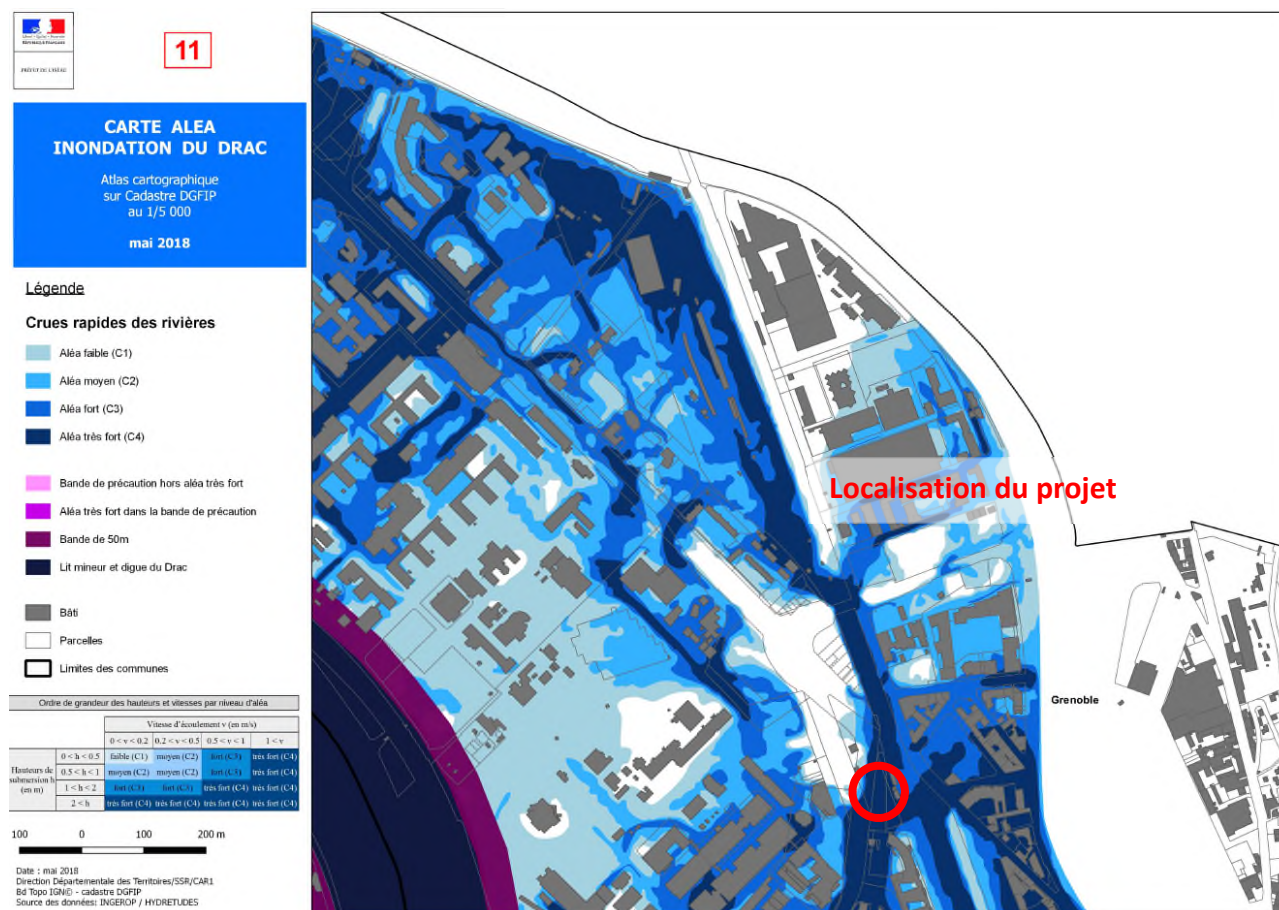 RÉPUBLIQUE FRANÇAISE
PRÉFET DE L'ISÈRE
11
CARTE ALEA
INONDATION DU DRAC
Atlas cartographique
sur Cadastre DGFIP
au 1/5 000
mai 2018
Légende
Crues rapides des rivières
Aléa faible (C1)
Aléa moyen (C2)
Aléa fort (C3)
Aléa très fort (C4)
Bande de précaution hors aléa très fort
Aléa très fort dans la bande de précaution
Bande de 50m
Lit mineur et digue du Drac
Bâti
Parcelles
Limites des communes
Ordre de grandeur des hauteurs et vitesses par niveau d'aléa
Vitesse d'écoulement v (en m/s)
0 < v < 0.2 0.2 < v < 0.5 0.5 < v < 1 1 < v
Hauteurs de submersion h (en m)
0 < h < 0.5 faible (C1) moyen (C2) fort (C3) très fort (C4)
0.5 < h < 1 moyen (C2) moyen (C2) fort (C3) très fort (C4)
1 < h < 2 fort (C3) fort (C3) très fort (C4) très fort (C4)
2 < h très fort (C4) très fort (C4) très fort (C4) très fort (C4)
100 0 100 200 m
Date : mai 2018
Direction Départementale des Territoires/SSR/CAR1
Bd Topo IGN© - cadastre DGFIP
Source des données: INGEROP / HYDRETUDES
Localisation du projet
Grenoble